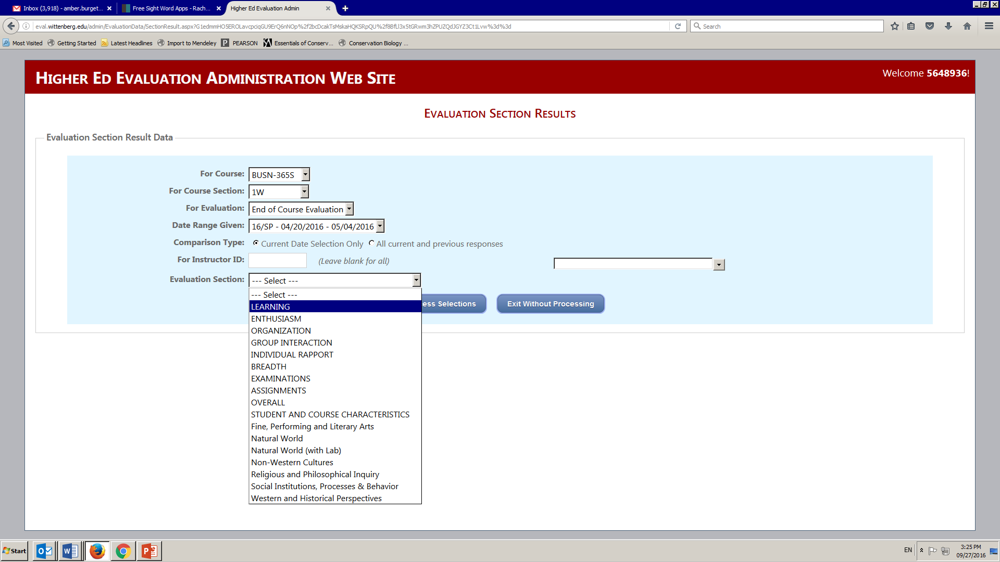 Inbox (3,918) - amber.burget...
Free Sight Word Apps - Rach...
Higher Ed Evaluation Admin
eval.wittenberg.edu/admin/EvaluationData/SectionResult.aspx?G1edmmHO5EROLavcpciqGU9ErQ6nNOp%2f2bcDcakTsMskaHQKSRpQU%2f8BfLl3x5tGRwm3hZPUZQdJGYZ3Ct1Lvw%3d%3d
Search
Most Visited
Getting Started
Latest Headlines
Import to Mendeley
PEARSON
Essentials of Conserv...
Conservation Biology ...
HIGHER ED EVALUATION ADMINISTRATION WEB SITE
Welcome 5648936!
EVALUATION SECTION RESULTS
Evaluation Section Result Data
For Course: BUSN-365S
For Course Section: 1W
For Evaluation: End of Course Evaluation
Date Range Given: 16/SP - 04/20/2016 - 05/04/2016
Comparison Type: Current Date Selection Only All current and previous responses
For Instructor ID: (Leave blank for all)
Evaluation Section: --- Select ---
--- Select ---
LEARNING
ess Selections
Exit Without Processing
ENTHUSIASM
ORGANIZATION
GROUP INTERACTION
INDIVIDUAL RAPPORT
BREADTH
EXAMINATIONS
ASSIGNMENTS
OVERALL
STUDENT AND COURSE CHARACTERISTICS
Fine, Performing and Literary Arts
Natural World
Natural World (with Lab)
Non-Western Cultures
Religious and Philosophical Inquiry
Social Institutions, Processes & Behavior
Western and Historical Perspectives
Start
EN
3:25 PM
09/27/2016